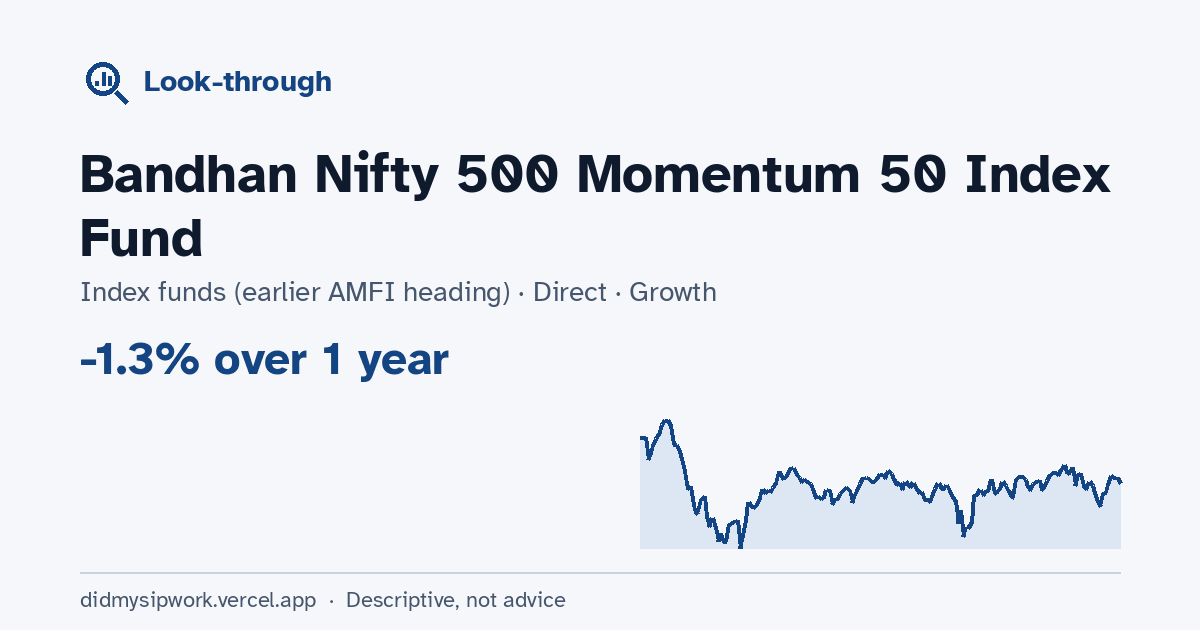 Look-through
Bandhan Nifty 500 Momentum 50 Index
Fund
Index funds (earlier AMFI heading) · Direct · Growth
-1.3% over 1 year
didmysipwork.vercel.app · Descriptive, not advice